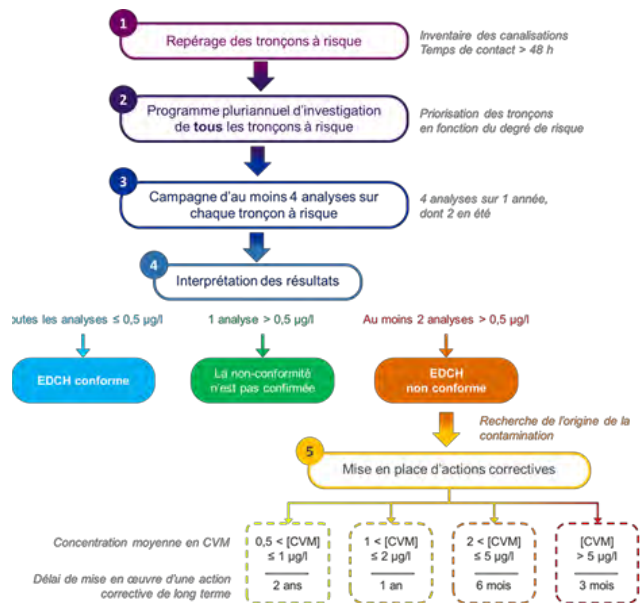 1
Repérage des tronçons à risque
Inventaire des canalisations
Temps de contact > 48 h
2
Programme pluriannuel d'investigation
de tous les tronçons à risque
Priorisation des tronçons
en fonction du degré de risque
3
Campagne d'au moins 4 analyses sur
chaque tronçon à risque
4 analyses sur 1 année,
dont 2 en été
4
Interprétation des résultats
outes les analyses ≤ 0,5 µg/l
1 analyse > 0,5 µg/l
Au moins 2 analyses > 0,5 µg/l
EDCH conforme
La non-conformité
n'est pas confirmée
EDCH
non conforme
Recherche de l'origine de la
contamination
5
Mise en place d'actions correctives
Concentration moyenne en CVM
0,5 < [CVM]
≤ 1 µg/l
1 < [CVM]
≤ 2 µg/l
2 < [CVM]
≤ 5 µg/l
[CVM]
> 5 µg/l
Délai de mise en œuvre d'une action
corrective de long terme
2 ans
1 an
6 mois
3 mois